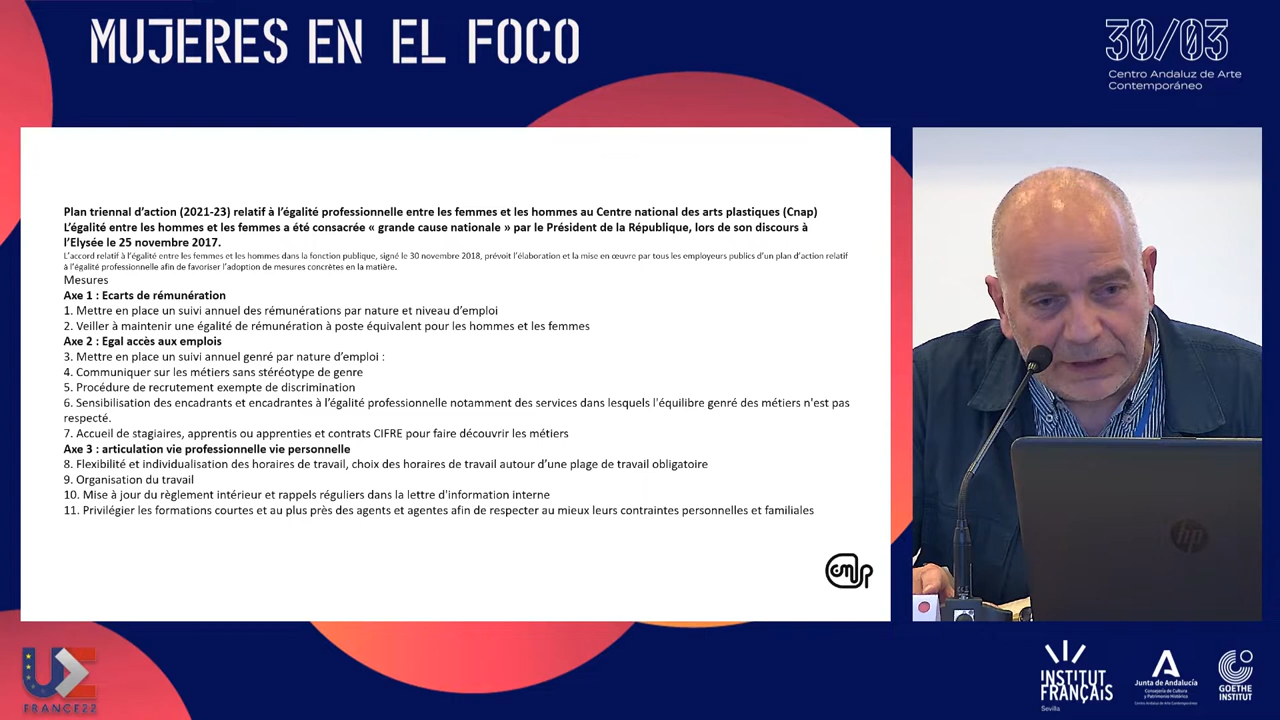 MUJERES EN EL FOCO
30/03
Centro Andaluz de Arte
Contemporáneo
Plan triennal d'action (2021-23) relatif à l'égalité professionnelle entre les femmes et les hommes au Centre national des arts plastiques (Cnap)
L'égalité entre les hommes et les femmes a été consacrée « grande cause nationale » par le Président de la République, lors de son discours à
l'Elysée le 25 novembre 2017.
L'accord relatif à l'égalité entre les femmes et les hommes dans la fonction publique, signé le 30 novembre 2018, prévoit l'élaboration et la mise en œuvre par tous les employeurs publics d'un plan d'action relatif
à l'égalité professionnelle afin de favoriser l'adoption de mesures concrètes en la matière.
Mesures
Axe 1 : Ecarts de rémunération
1. Mettre en place un suivi annuel des rémunérations par nature et niveau d'emploi
2. Veiller à maintenir une égalité de rémunération à poste équivalent pour les hommes et les femmes
Axe 2 : Egal accès aux emplois
3. Mettre en place un suivi annuel genré par nature d'emploi :
4. Communiquer sur les métiers sans stéréotype de genre
5. Procédure de recrutement exempte de discrimination
6. Sensibilisation des encadrants et encadrantes à l'égalité professionnelle notamment des services dans lesquels l'équilibre genré des métiers n'est pas
respecté.
7. Accueil de stagiaires, apprentis ou apprenties et contrats CIFRE pour faire découvrir les métiers
Axe 3 : articulation vie professionnelle vie personnelle
8. Flexibilité et individualisation des horaires de travail, choix des horaires de travail autour d'une plage de travail obligatoire
9. Organisation du travail
10. Mise à jour du règlement intérieur et rappels réguliers dans la lettre d'information interne
11. Privilégier les formations courtes et au plus près des agents et agentes afin de respecter au mieux leurs contraintes personnelles et familiales
cnap
hp
UE
FRANCE22
INSTITUT
FRANÇAIS
Sevilla
Junta de Andalucía
Consejería de Cultura
y Patrimonio Histórico
Centro Andaluz de Arte Contemporáneo
GOETHE
INSTITUT